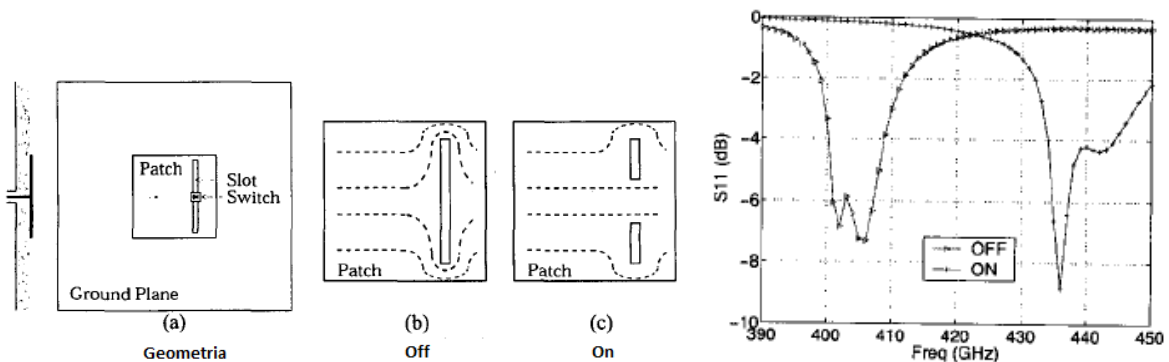 Patch
Slot
Switch
Ground Plane
(a)
Geometria
Patch
(b)
Off
Patch
(c)
On
0
−2
−4
−6
−8
−10
S11 (dB)
OFF
ON
390
400
410
420
430
440
450
Freq (GHz)